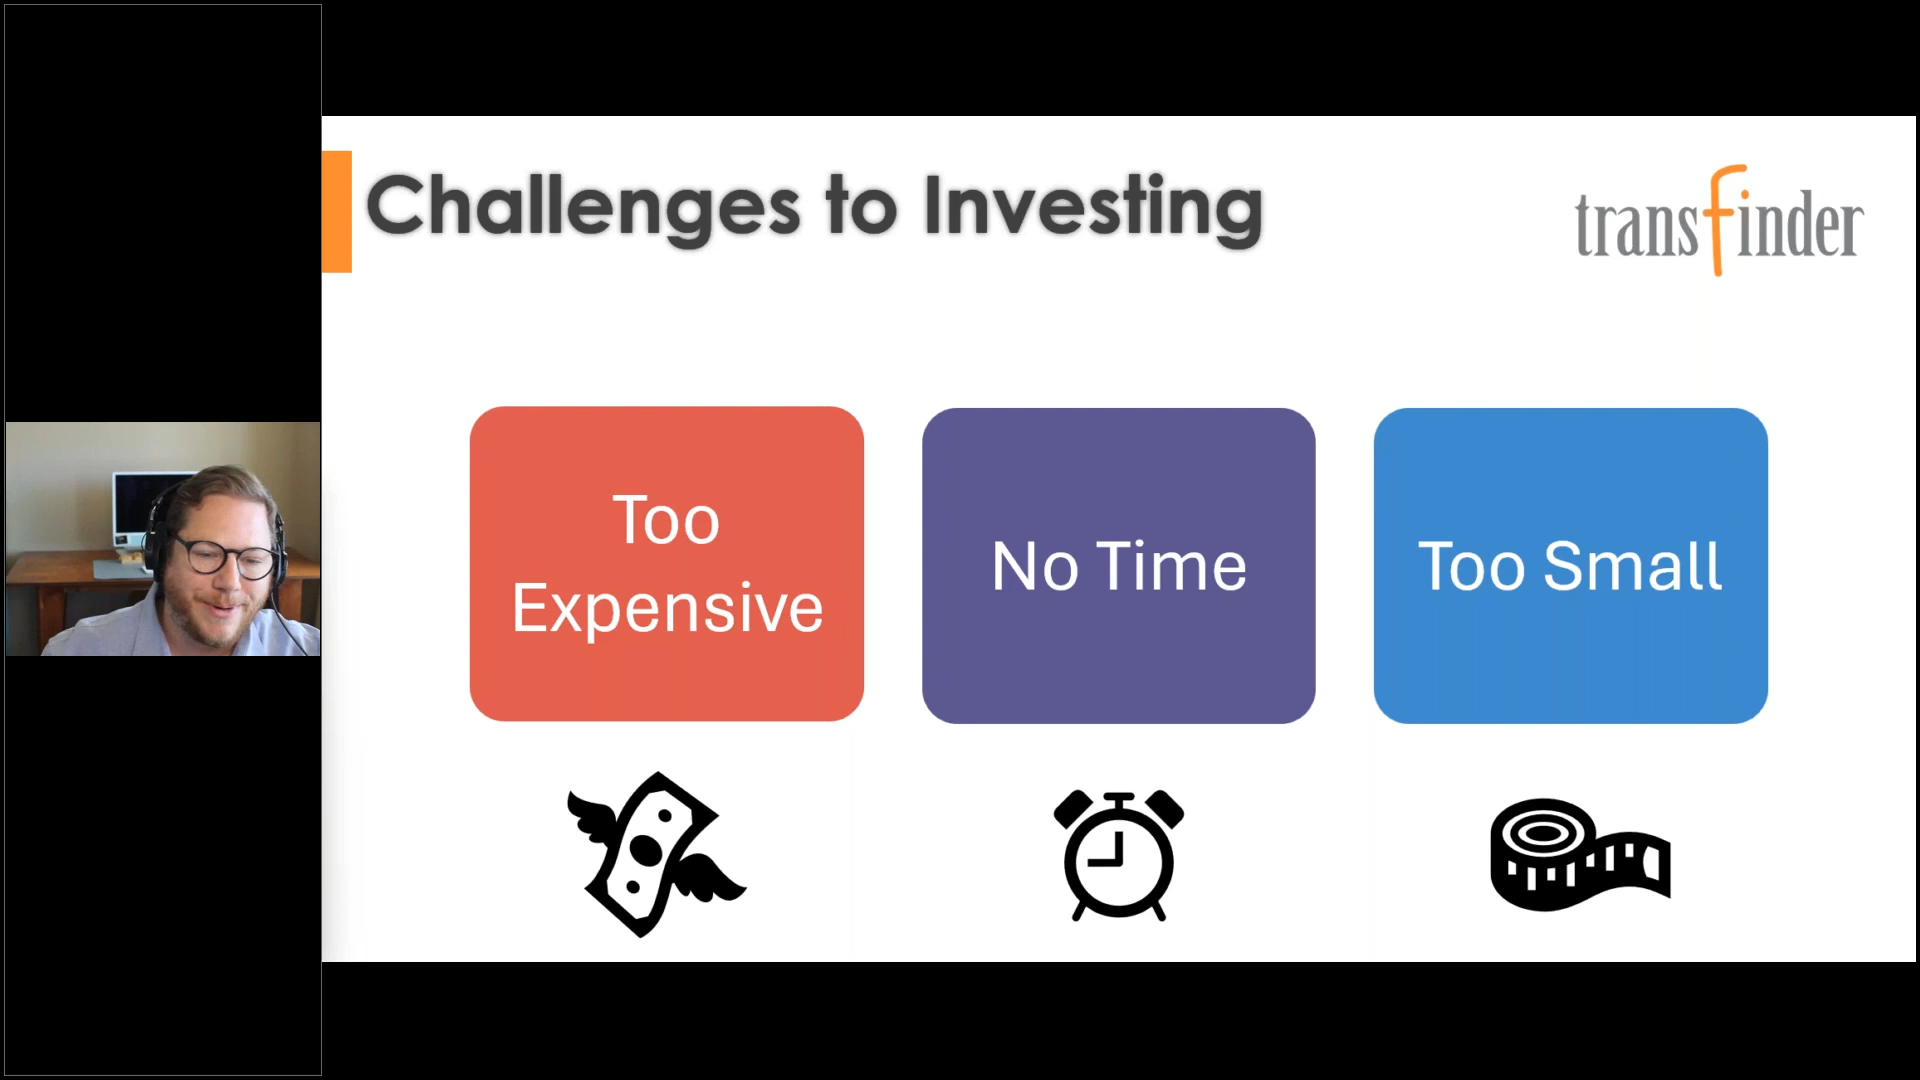 Challenges to Investing
transfinder
Too
Expensive
No Time
Too Small